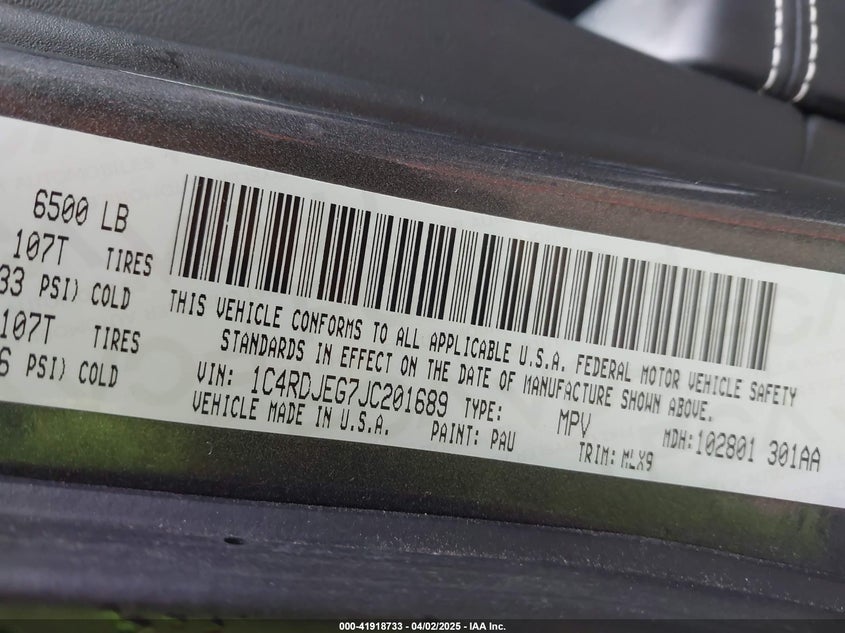 6500 LB
107T TIRES
33 PSI) COLD
107T TIRES
6 PSI) COLD
THIS VEHICLE CONFORMS TO ALL APPLICABLE U.S.A. FEDERAL MOTOR VEHICLE SAFETY
STANDARDS IN EFFECT ON THE DATE OF MANUFACTURE SHOWN ABOVE.
VIN: 1C4RDJEG7JC201689 TYPE: MPV MDH:102801 301AA
VEHICLE MADE IN U.S.A. PAINT: PAU TRIM: MLX9
000-41918733 - 04/02/2025 - IAA Inc.